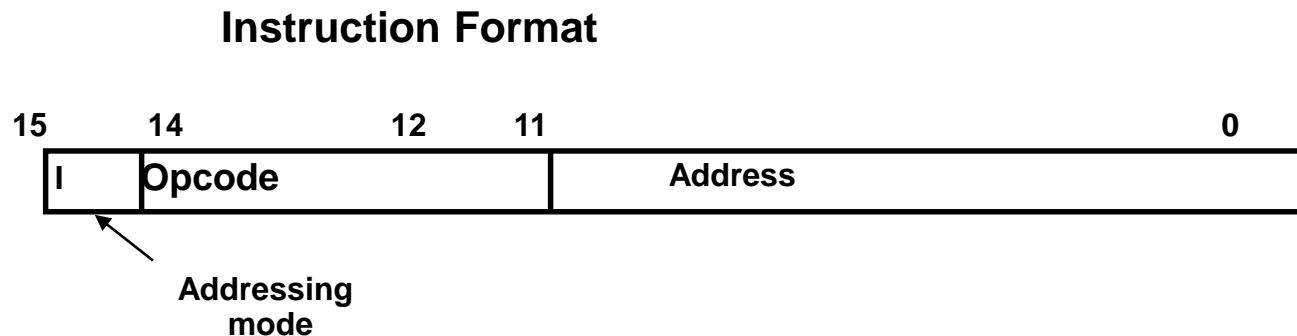 Instruction Format
15 14 12 11 0
I Opcode Address
Addressing
mode